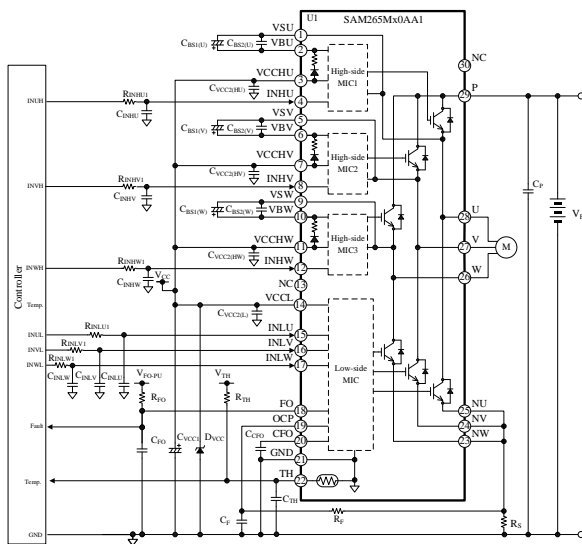 U1 SAM265Mx0AA1
VSU
1
CBS1(U) CBS2(U)
VBU
2
NC
30
VCCHU
3
CVCC2(HU)
High-side
MIC1
P
29
INUH RINHU1
INHU
4
CINHU
VSV
5
CBS1(V) CBS2(V)
VBV
6
VCCHV
7
CVCC2(HV)
High-side
MIC2
CP
INVH RINHV1
INHV
8
CINHV
VSW
9
CBS1(W) CBS2(W)
VBW
10
U
28
VCCHW
11
CVCC2(HW)
High-side
MIC3
V
27
M
INWH RINHW1
INHW
12
CINHW
W
26
VCC
NC
13
Controller
Temp.
VCCL
14
CVCC2(L)
INUL RINLU1
INLU
15
INVL RINLV1
INLV
16
INWL RINLW1
INLW
17
CINLW CINLV CINLU
Low-side
MIC
VFO-PU
VTH
RFO
RTH
FO
18
NU
25
OCP
19
NV
24
Fault
CFO
20
NW
23
CFO CVCC1 DVCC CCFO
GND
21
Temp.
TH
22
CTH
CF
RF
RS
GND